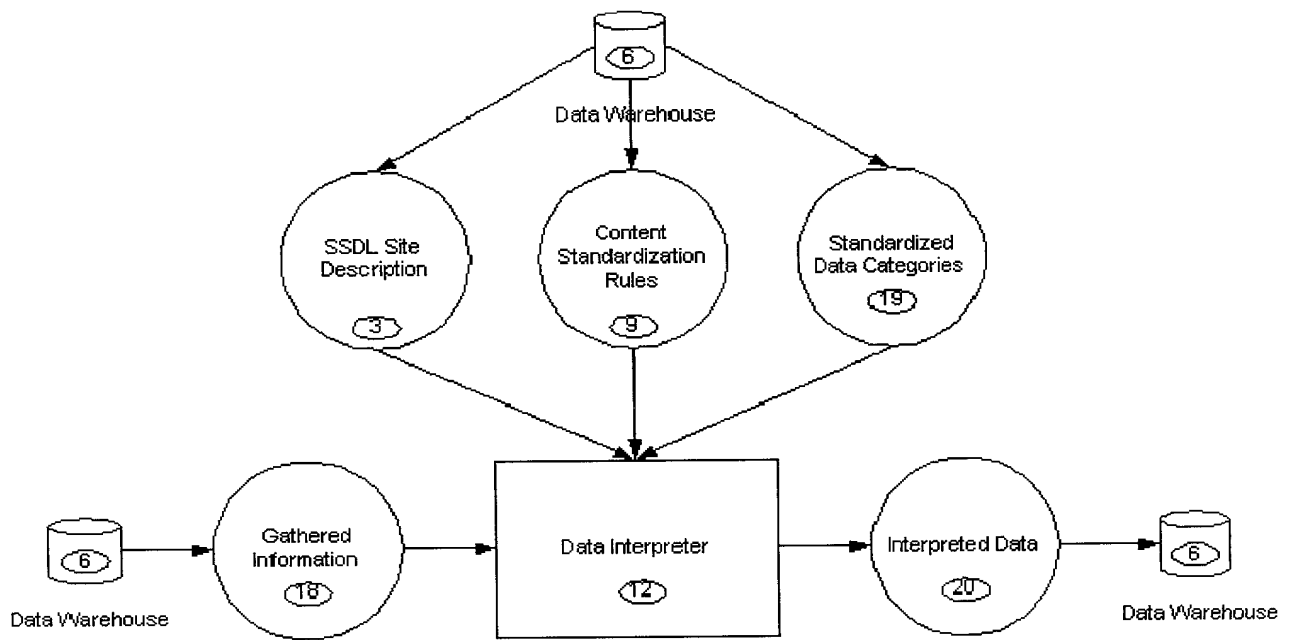 6
Data Warehouse
SSDL Site
Description
3
Content
Standardization
Rules
9
Standardized
Data Categories
19
6
Data Warehouse
Gathered
Information
18
Data Interpreter
12
Interpreted Data
20
6
Data Warehouse